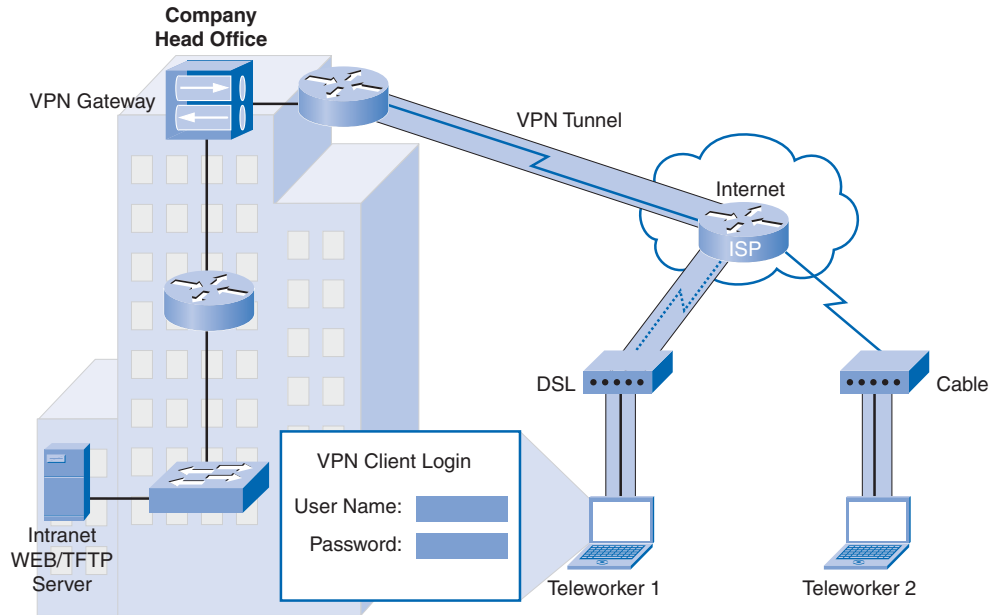 Company
Head Office
VPN Gateway
VPN Tunnel
Internet
ISP
DSL
Cable
VPN Client Login
User Name:
Password:
Intranet
WEB/TFTP
Server
Teleworker 1
Teleworker 2